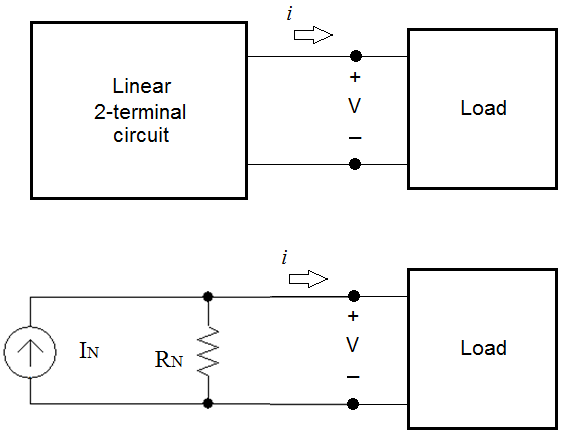 i
Linear
2-terminal
circuit
+
V
–
Load
i
IN
RN
+
V
–
Load